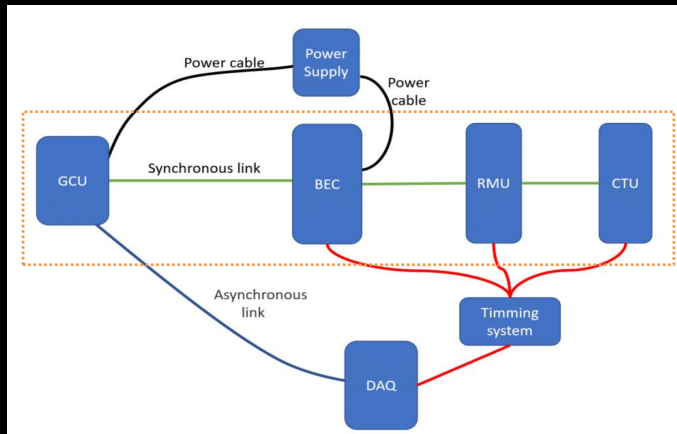 Power
Supply
Power cable
Power
cable
GCU
Synchronous link
BEC
RMU
CTU
Asynchronous
link
Timming
system
DAQ